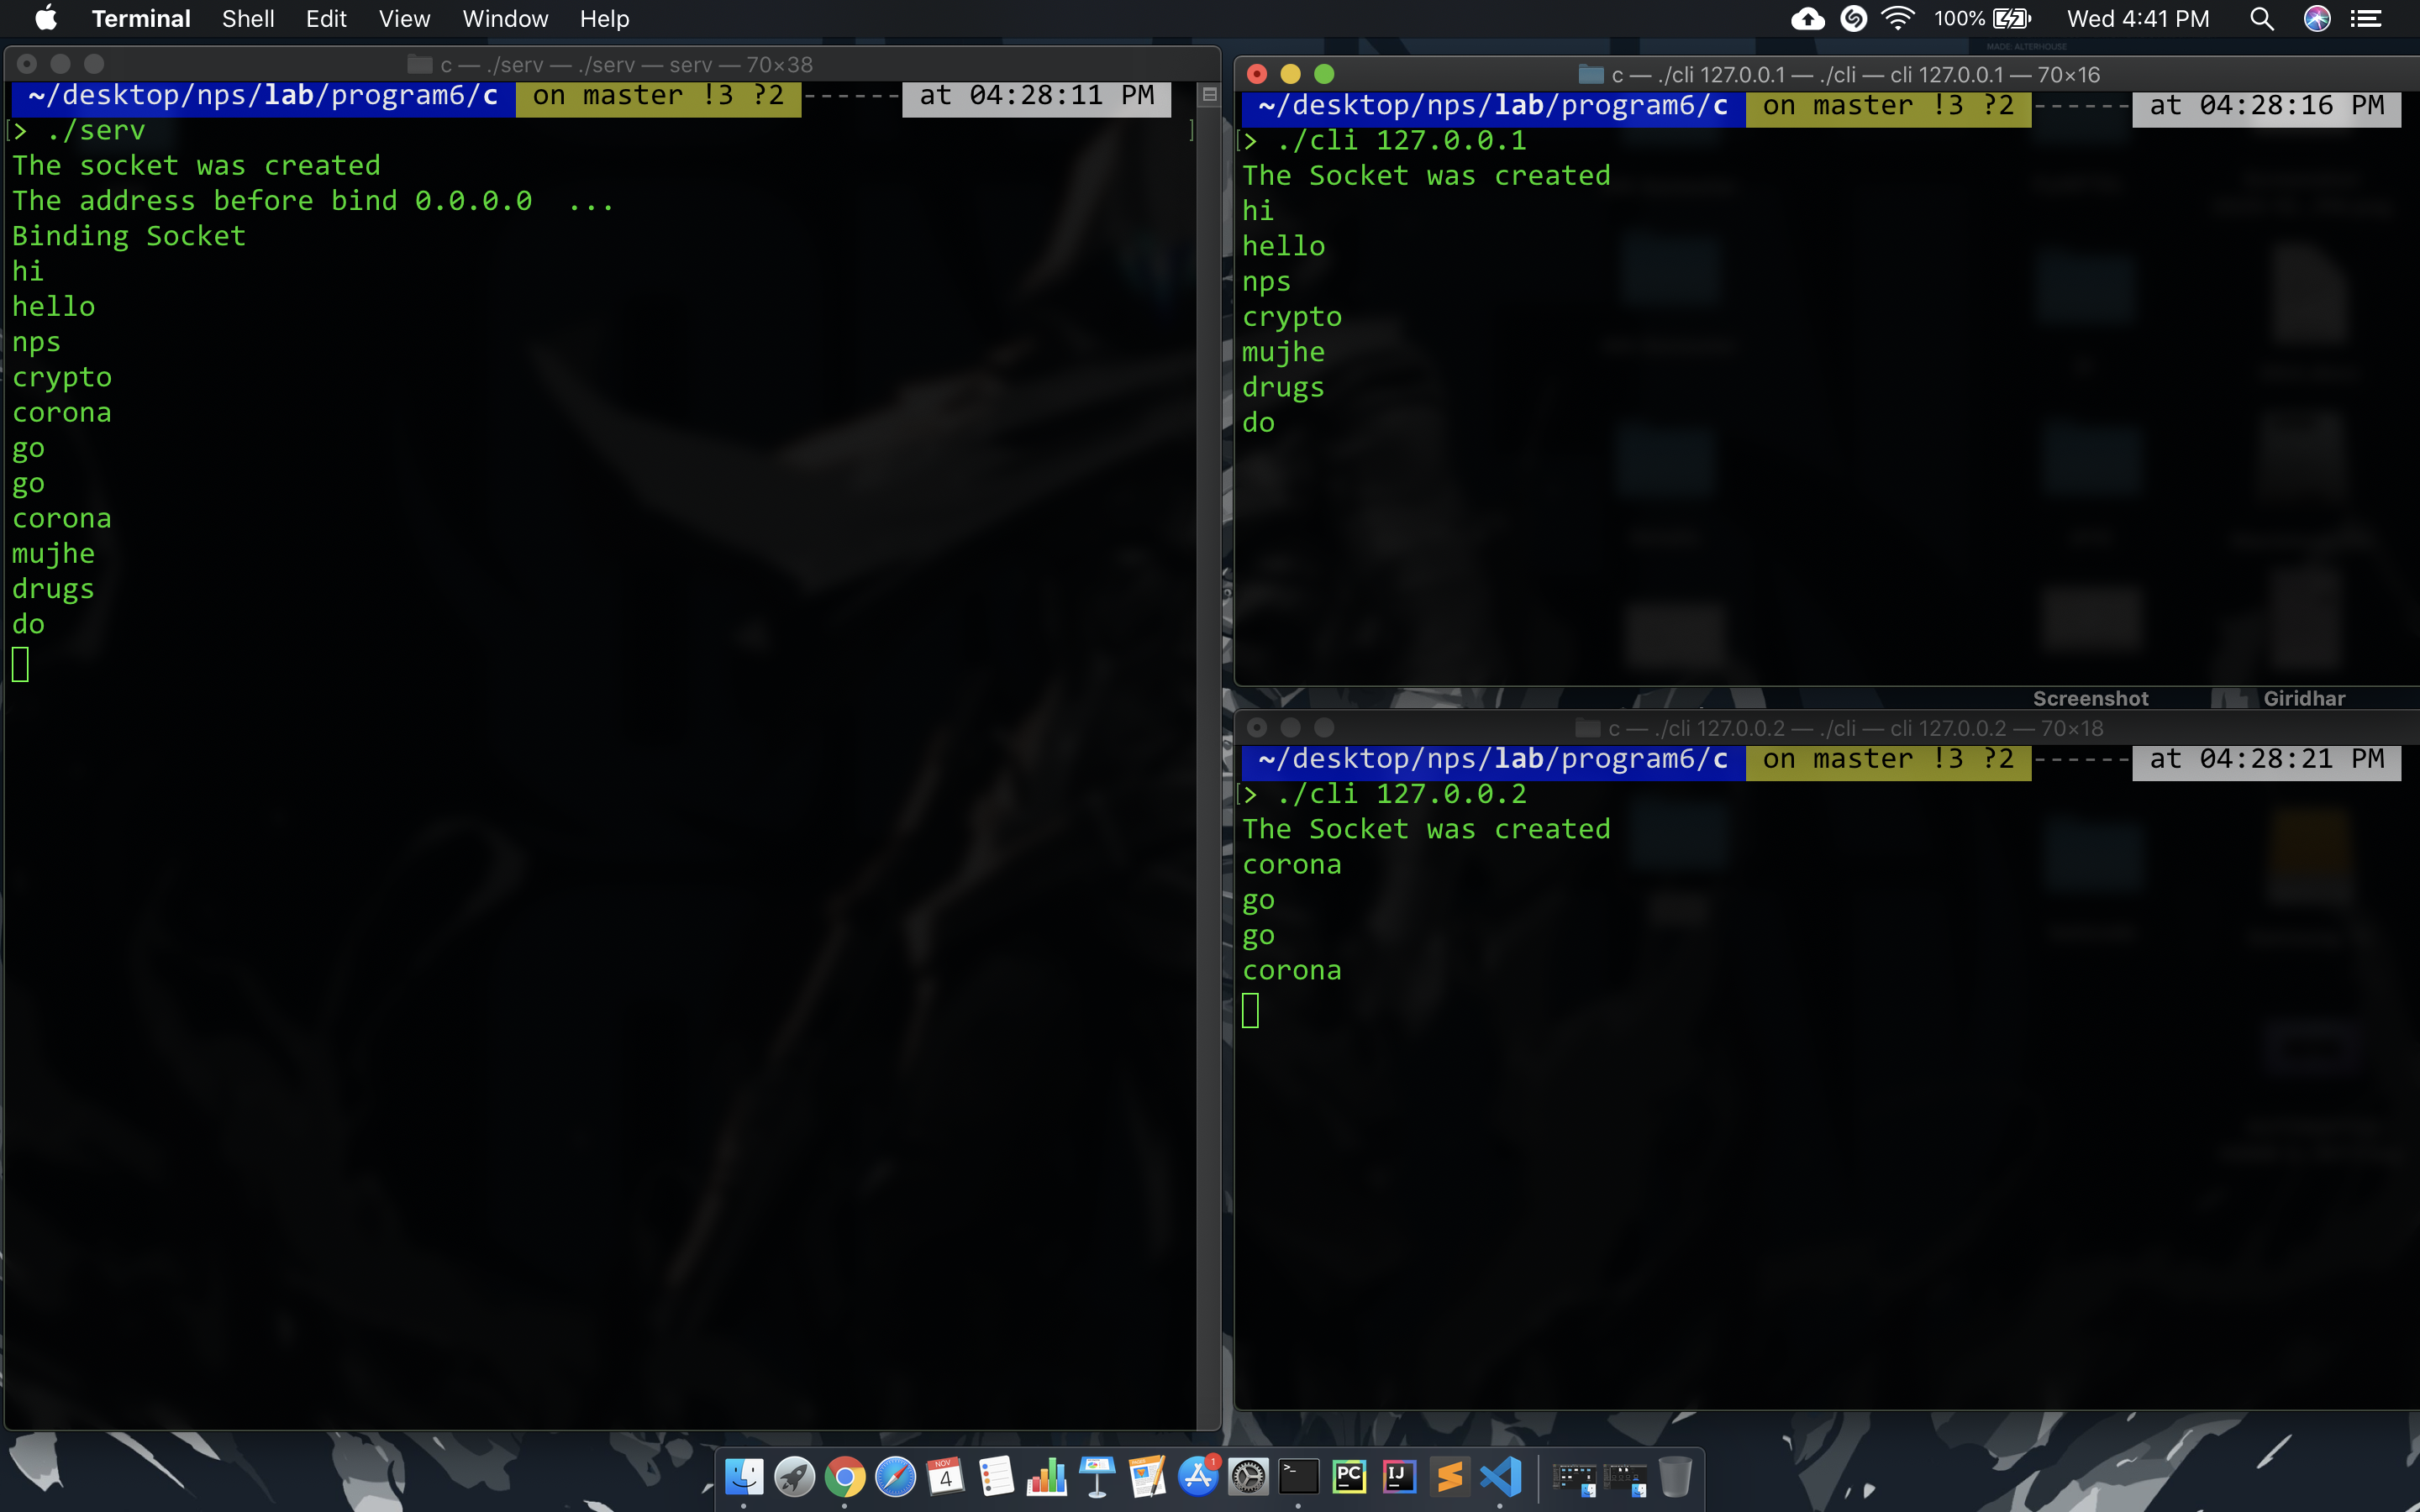 Terminal Shell Edit View Window Help 100% Wed 4:41 PM
MADE: ALTERHOUSE
c — ./serv — ./serv — serv — 70×38
~/desktop/nps/lab/program6/c on master !3 ?2 ------ at 04:28:11 PM
[> ./serv ]
The socket was created
The address before bind 0.0.0.0 ...
Binding Socket
hi
hello
nps
crypto
corona
go
go
corona
mujhe
drugs
do
c — ./cli 127.0.0.1 — ./cli — cli 127.0.0.1 — 70×16
~/desktop/nps/lab/program6/c on master !3 ?2 ------ at 04:28:16 PM
[> ./cli 127.0.0.1
The Socket was created
hi
hello
nps
crypto
mujhe
drugs
do
Screenshot Giridhar
c — ./cli 127.0.0.2 — ./cli — cli 127.0.0.2 — 70×18
~/desktop/nps/lab/program6/c on master !3 ?2 ------ at 04:28:21 PM
[> ./cli 127.0.0.2
The Socket was created
corona
go
go
corona
NOV
4
1
>_
PC
IJ